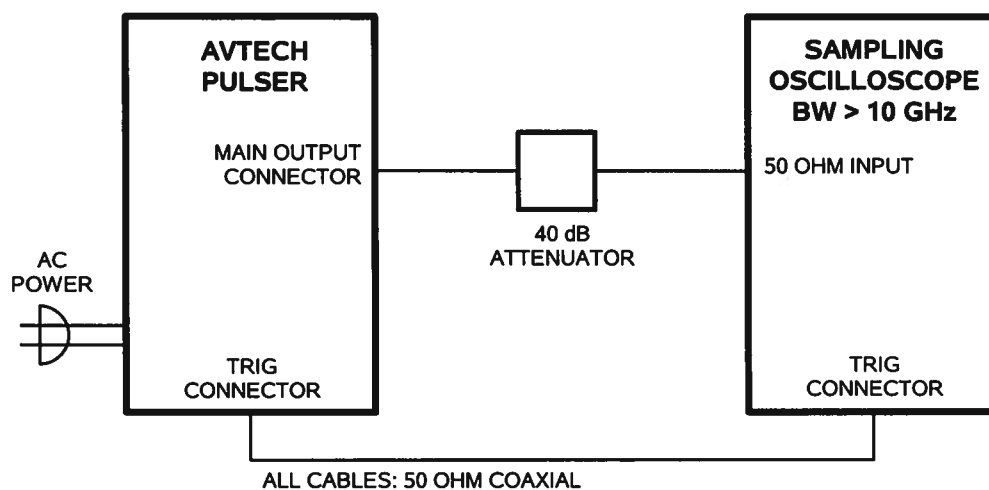 AVTECH
PULSER
MAIN OUTPUT
CONNECTOR
AC
POWER
TRIG
CONNECTOR
40 dB
ATTENUATOR
SAMPLING
OSCILLOSCOPE
BW > 10 GHz
50 OHM INPUT
TRIG
CONNECTOR
ALL CABLES: 50 OHM COAXIAL